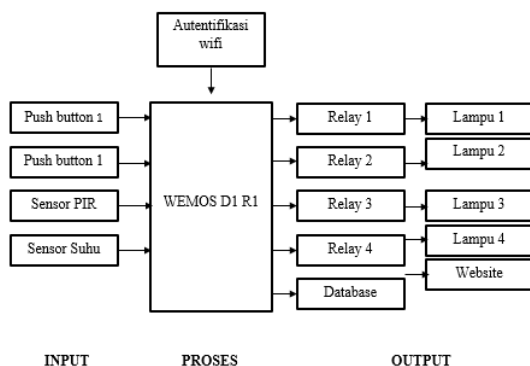 Autentifikasi
wifi
Push button 1
Push button 1
Sensor PIR
Sensor Suhu
WEMOS D1 R1
Relay 1
Relay 2
Relay 3
Relay 4
Database
Lampu 1
Lampu 2
Lampu 3
Lampu 4
Website
INPUT
PROSES
OUTPUT